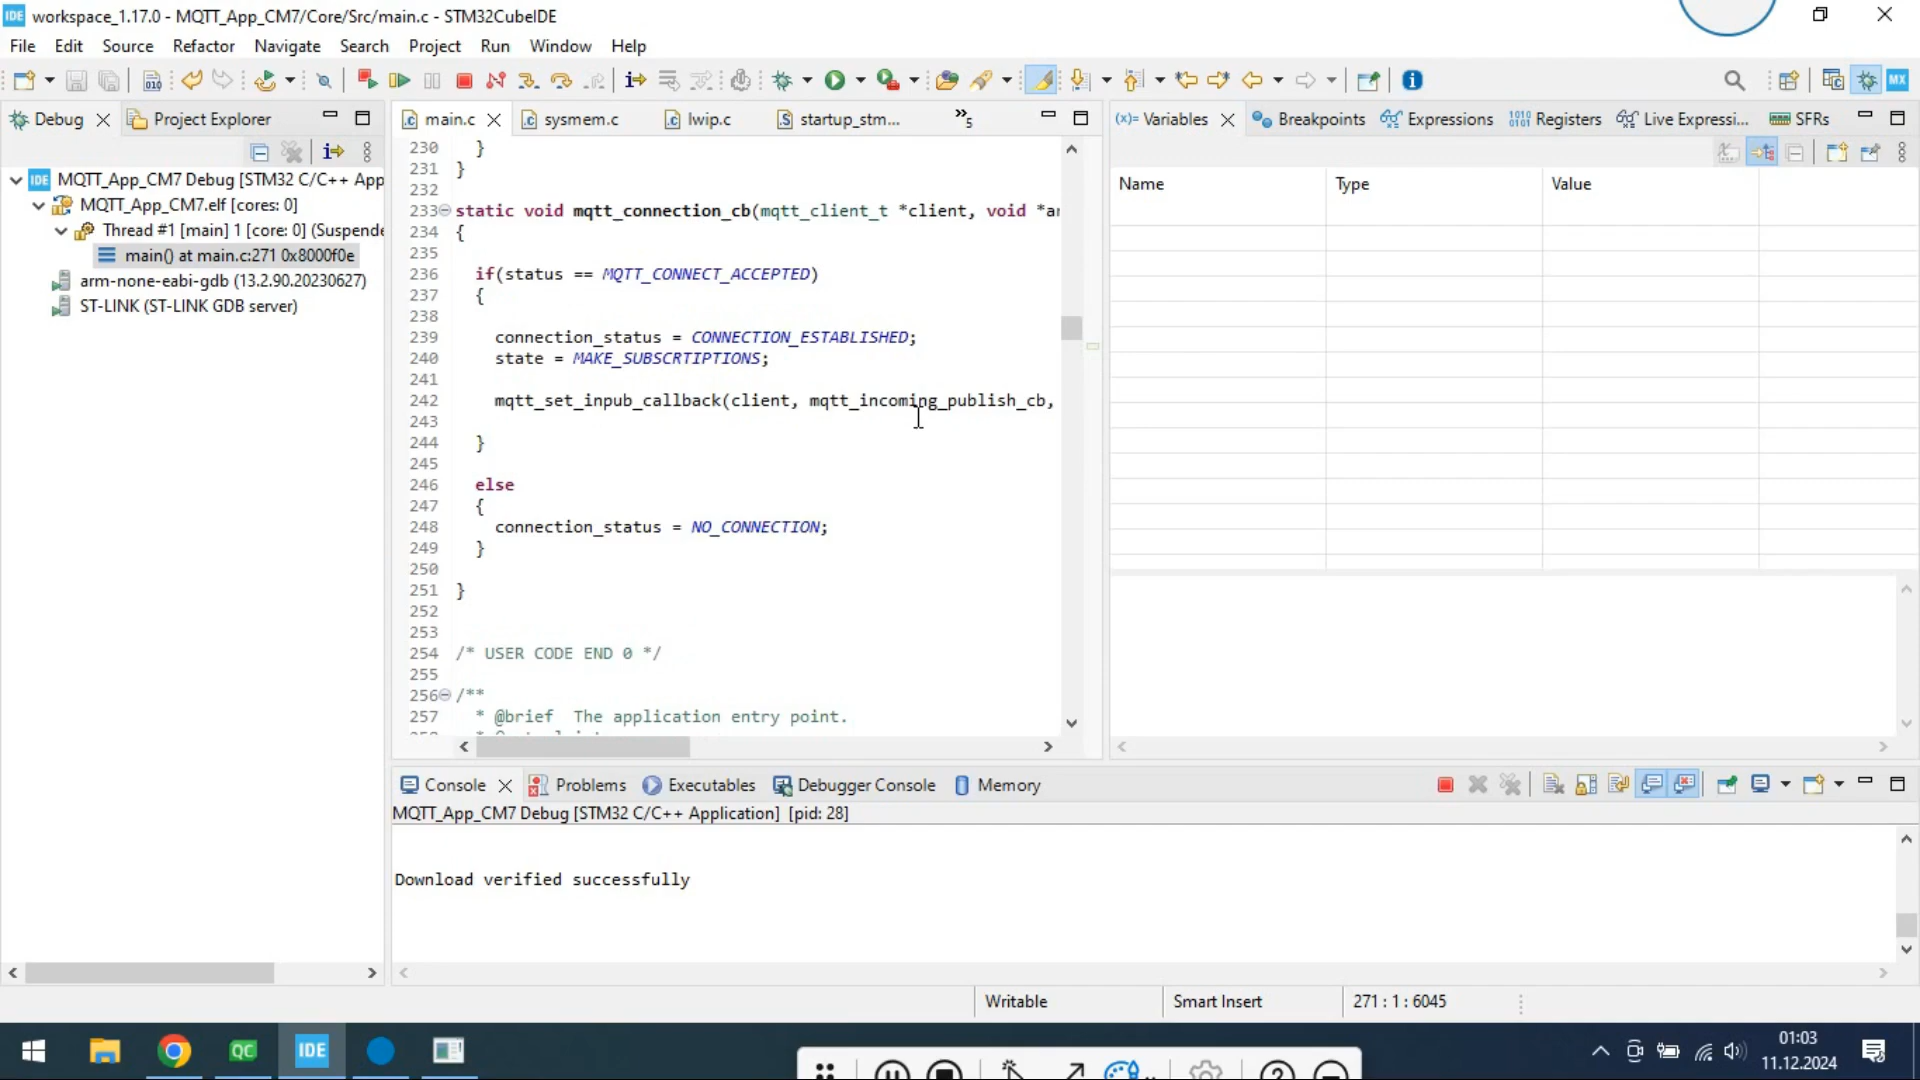 IDE workspace_1.17.0 - MQTT_App_CM7/Core/Src/main.c - STM32CubeIDE
File Edit Source Refactor Navigate Search Project Run Window Help
Debug Project Explorer
IDE MQTT_App_CM7 Debug [STM32 C/C++ App
MQTT_App_CM7.elf [cores: 0]
Thread #1 [main] 1 [core: 0] (Suspende
main() at main.c:271 0x8000f0e
arm-none-eabi-gdb (13.2.90.20230627)
ST-LINK (ST-LINK GDB server)
main.c sysmem.c lwip.c startup_stm... »5
230 }
231 }
232
233 static void mqtt_connection_cb(mqtt_client_t *client, void *ar
234 {
235
236 if(status == MQTT_CONNECT_ACCEPTED)
237 {
238
239 connection_status = CONNECTION_ESTABLISHED;
240 state = MAKE_SUBSCRTIPTIONS;
241
242 mqtt_set_inpub_callback(client, mqtt_incoming_publish_cb,
243
244 }
245
246 else
247 {
248 connection_status = NO_CONNECTION;
249 }
250
251 }
252
253
254 /* USER CODE END 0 */
255
256 /**
257 * @brief The application entry point.
(x)= Variables Breakpoints Expressions Registers Live Expressi... SFRs
MX
Name Type Value
Console Problems Executables Debugger Console Memory
MQTT_App_CM7 Debug [STM32 C/C++ Application] [pid: 28]
Download verified successfully
Writable Smart Insert 271 : 1 : 6045
QC IDE
01:03
11.12.2024